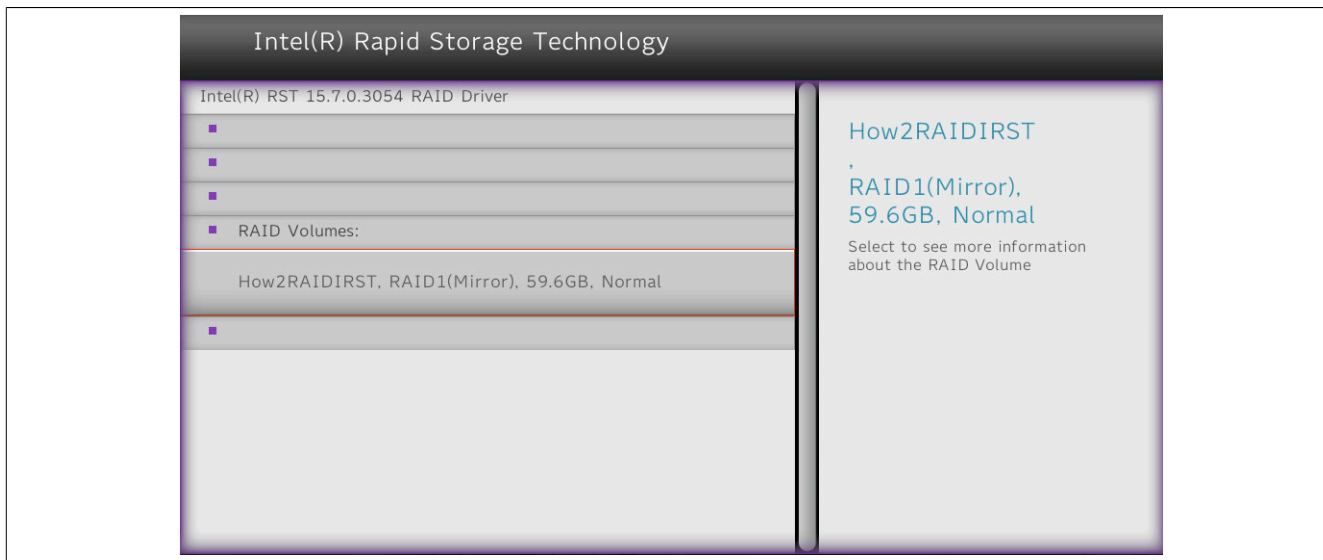 Intel(R) Rapid Storage Technology
Intel(R) RST 15.7.0.3054 RAID Driver
RAID Volumes:
How2RAIDIRST, RAID1(Mirror), 59.6GB, Normal
How2RAIDIRST
,
RAID1(Mirror),
59.6GB, Normal
Select to see more information
about the RAID Volume